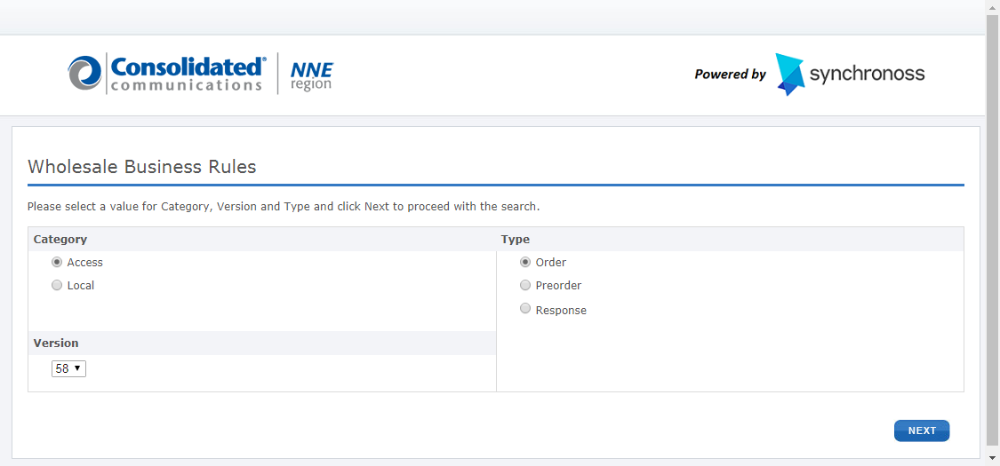 Consolidated®
communications
NNE
region
Powered by synchronoss
Wholesale Business Rules
Please select a value for Category, Version and Type and click Next to proceed with the search.
Category
Type
Access
Order
Local
Preorder
Response
Version
58
NEXT